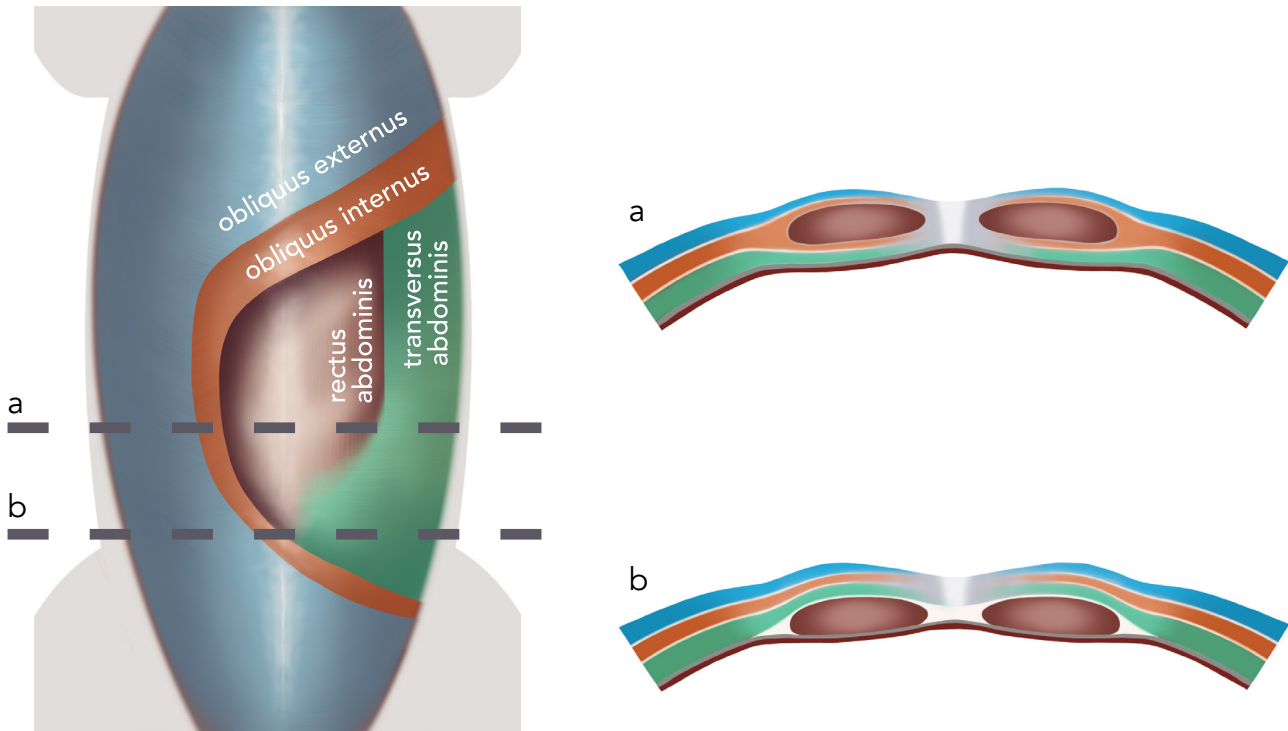 obliquus externus
obliquus internus
rectus
abdominis
transversus
abdominis
a
b
a
b